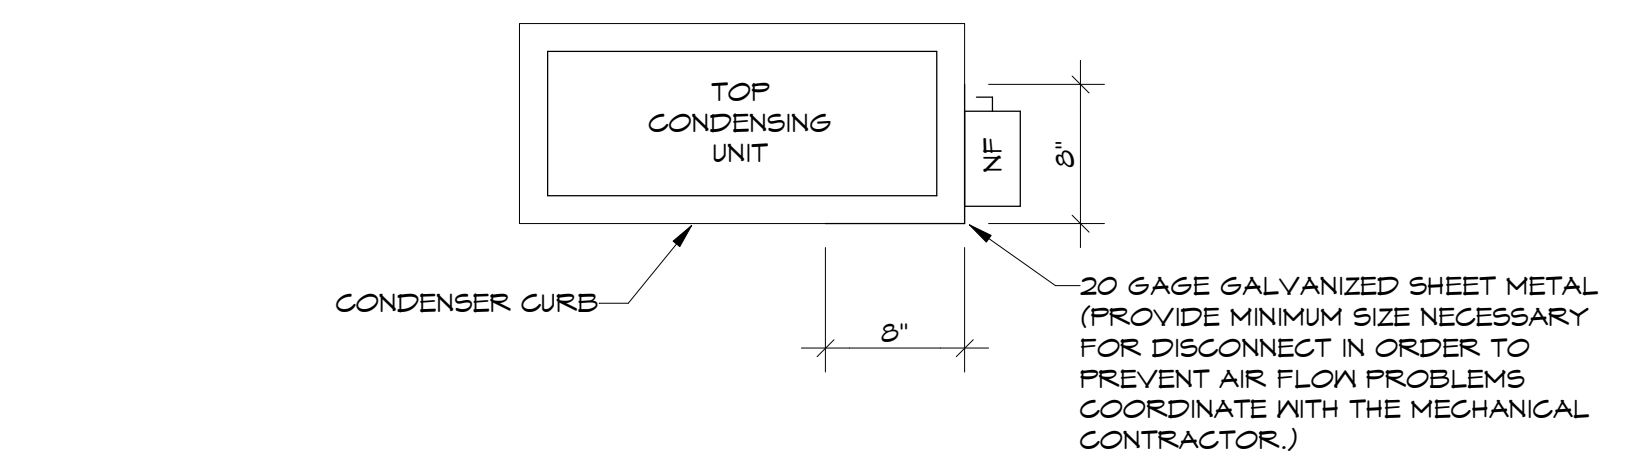 TOP
CONDENSING
UNIT
NF
8"
CONDENSER CURB
8"
20 GAGE GALVANIZED SHEET METAL
(PROVIDE MINIMUM SIZE NECESSARY
FOR DISCONNECT IN ORDER TO
PREVENT AIR FLOW PROBLEMS
COORDINATE WITH THE MECHANICAL
CONTRACTOR.)